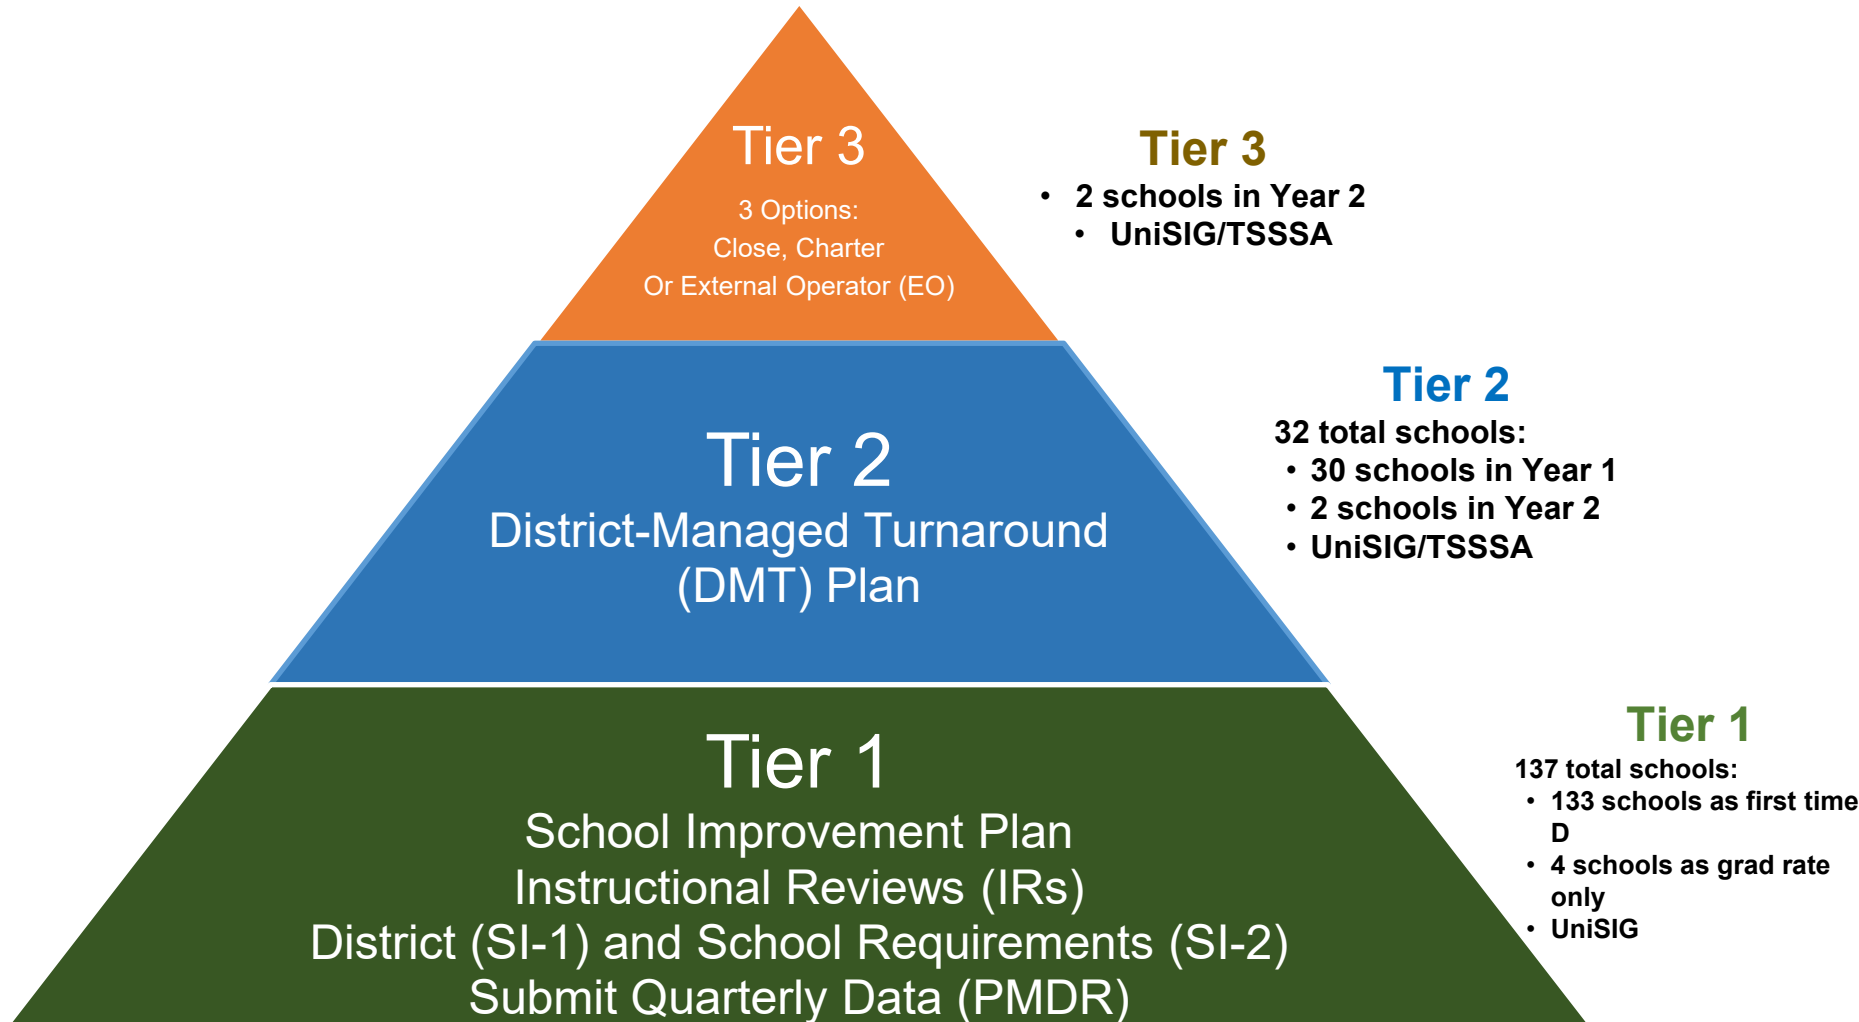 Tier 3
3 Options:
Close, Charter
Or External Operator (EO)
Tier 3
• 2 schools in Year 2
• UniSIG/TSSSA
Tier 2
District-Managed Turnaround
(DMT) Plan
Tier 2
32 total schools:
• 30 schools in Year 1
• 2 schools in Year 2
• UniSIG/TSSSA
Tier 1
School Improvement Plan
Instructional Reviews (IRs)
District (SI-1) and School Requirements (SI-2)
Submit Quarterly Data (PMDR)
Tier 1
137 total schools:
• 133 schools as first time
D
• 4 schools as grad rate
only
• UniSIG